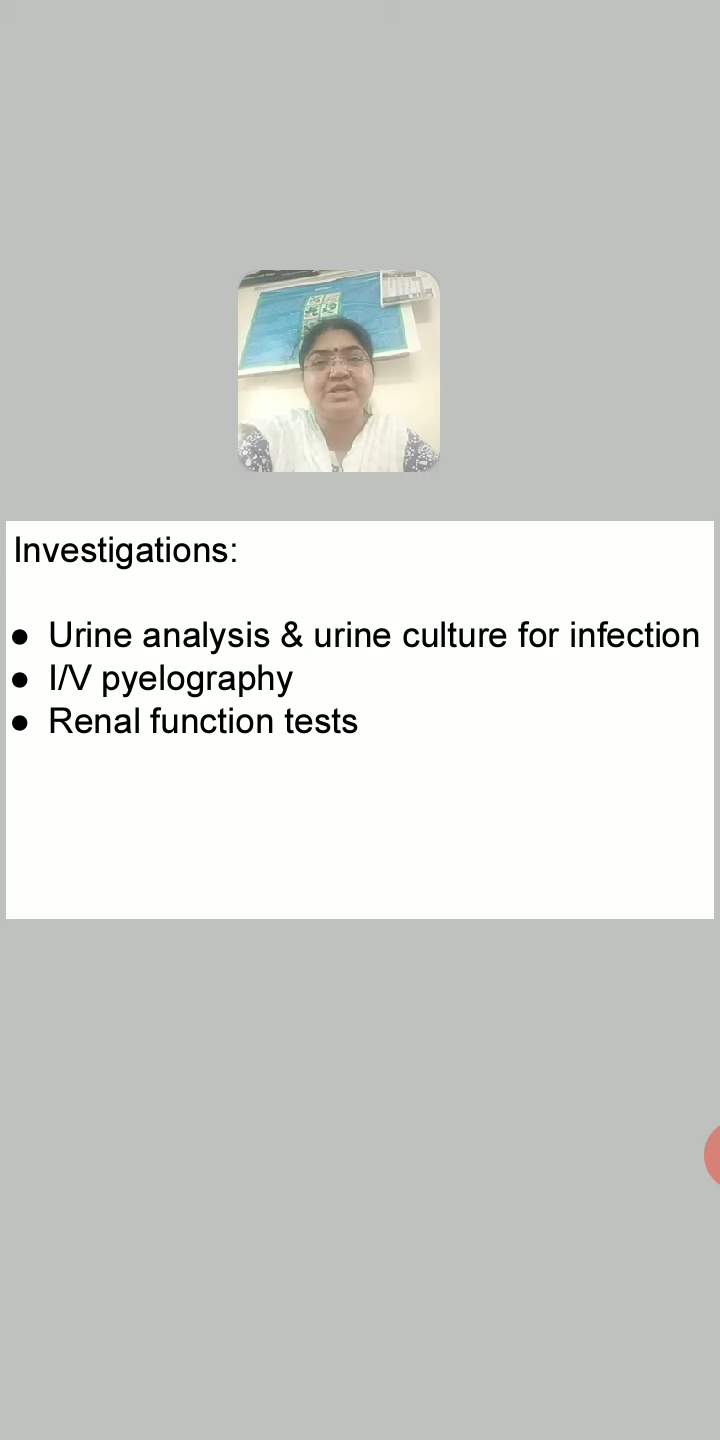 Investigations:
● Urine analysis & urine culture for infection
● I/V pyelography
● Renal function tests